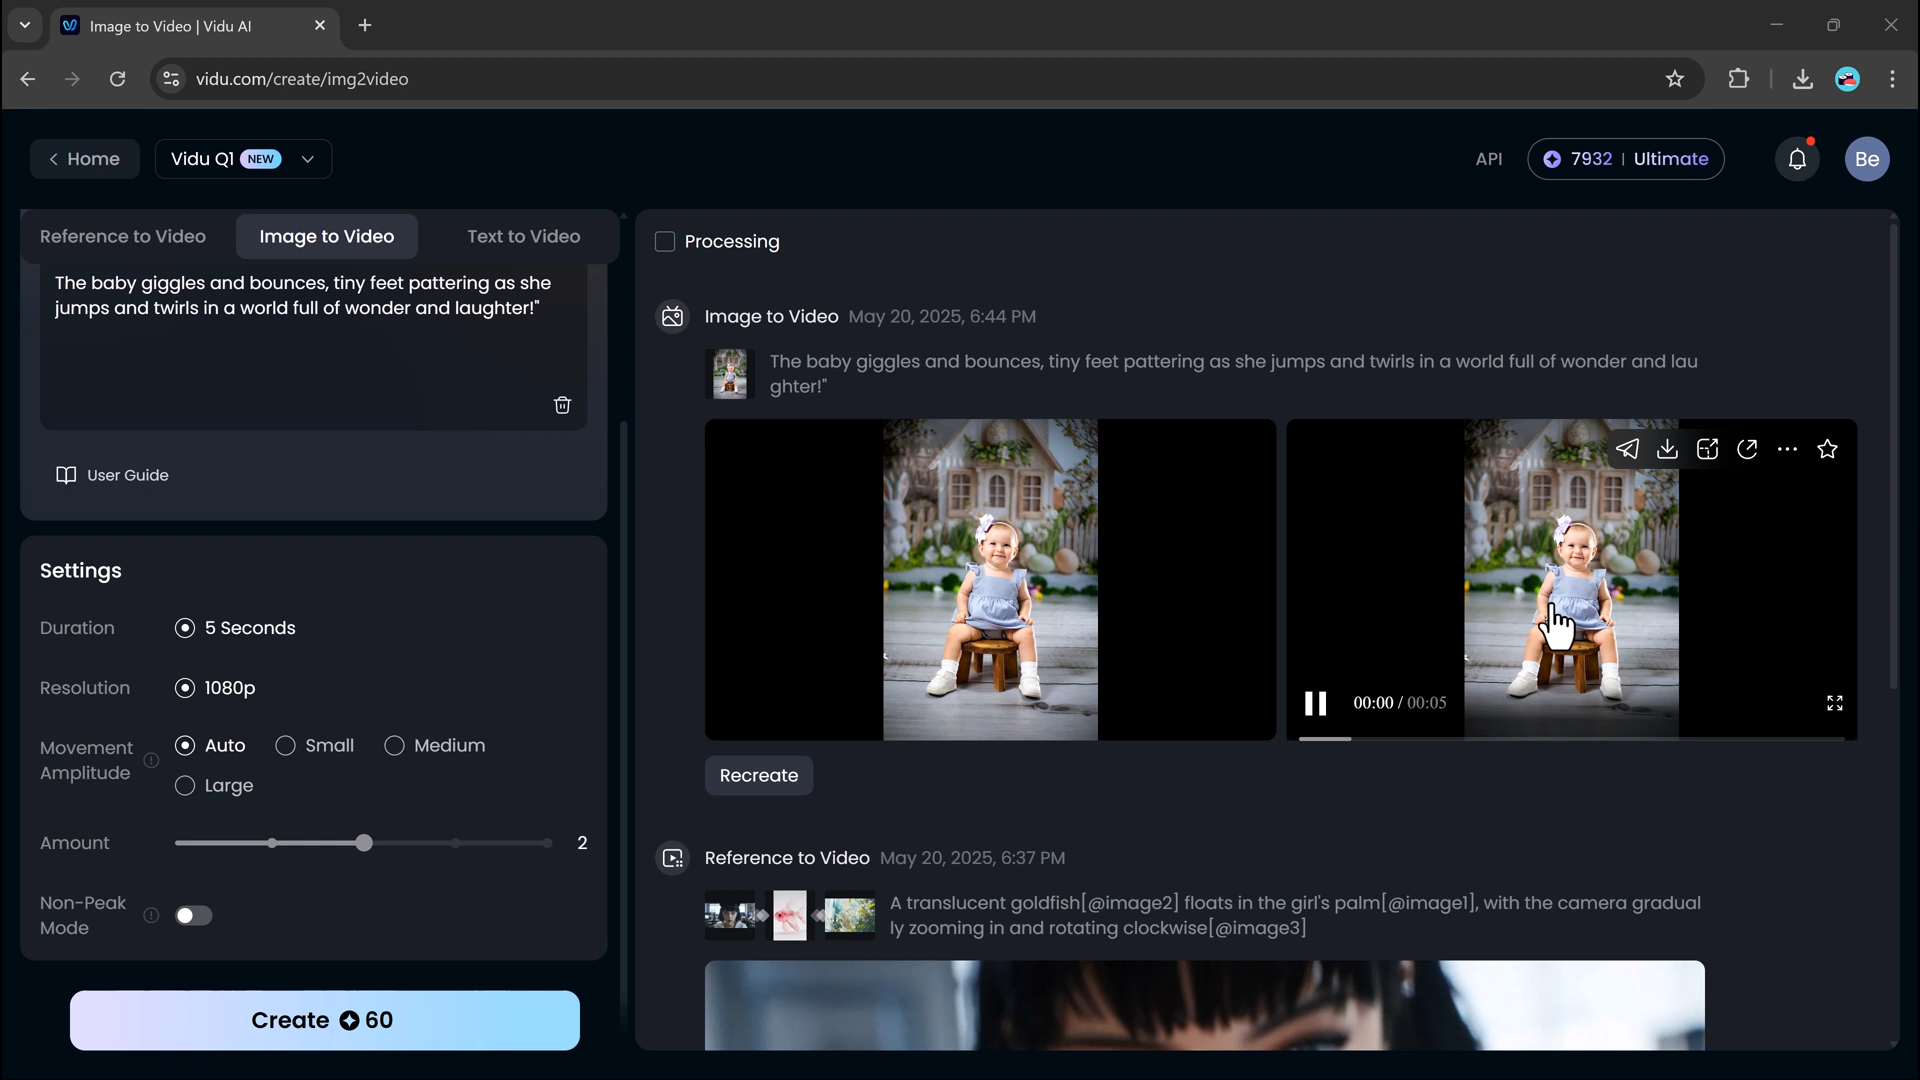 Image to Video | Vidu AI
vidu.com/create/img2video
Home
Vidu Q1 NEW
API
7932 | Ultimate
Be
Reference to Video
Image to Video
Text to Video
The baby giggles and bounces, tiny feet pattering as she
jumps and twirls in a world full of wonder and laughter!"
User Guide
Settings
Duration
5 Seconds
Resolution
1080p
Movement
Amplitude
Auto
Small
Medium
Large
Amount
2
Non-Peak
Mode
Create 60
Processing
Image to Video May 20, 2025, 6:44 PM
The baby giggles and bounces, tiny feet pattering as she jumps and twirls in a world full of wonder and lau
ghter!"
00:00 / 00:05
Recreate
Reference to Video May 20, 2025, 6:37 PM
A translucent goldfish[@image2] floats in the girl's palm[@image1], with the camera gradual
ly zooming in and rotating clockwise[@image3]